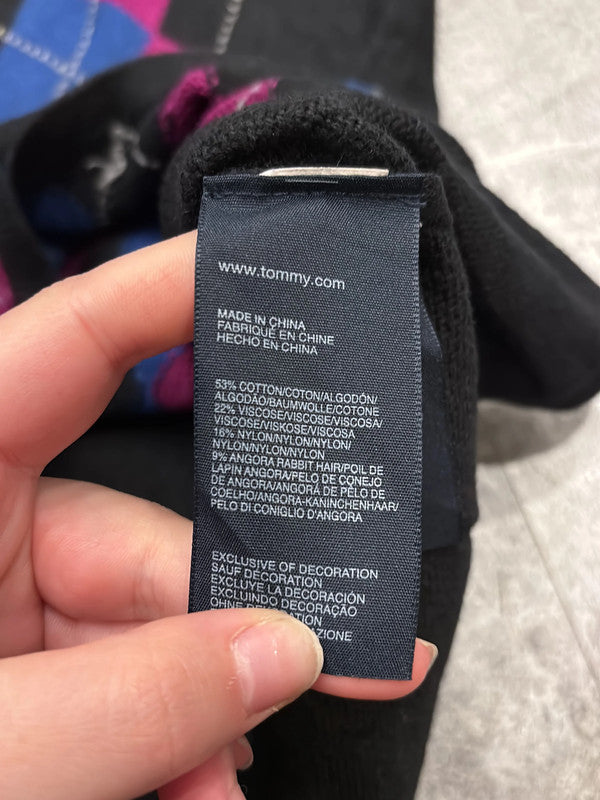 www.tommy.com
MADE IN CHINA
FABRIQUÉ EN CHINE
HECHO EN CHINA
53% COTTON/COTON/ALGODÓN/
ALGODÃO/BAUMWOLLE/COTONE
22% VISCOSE/VISCOSE/VISCOSA/
VISCOSE/VISKOSE/VISCOSA
16% NYLON/NYLON/NYLON/
NYLON/NYLON/NYLON
9% ANGORA RABBIT HAIR/POIL DE
LAPIN ANGORA/PELO DE CONEJO
DE ANGORA/ANGORÁ DE PÊLO DE
COELHO/ANGORA-KANINCHENHAAR/
PELO DI CONIGLIO D'ANGORA
EXCLUSIVE OF DECORATION
SAUF DÉCORATION
EXCLUYE LA DECORACIÓN
EXCLUINDO DECORAÇÃO
OHNE